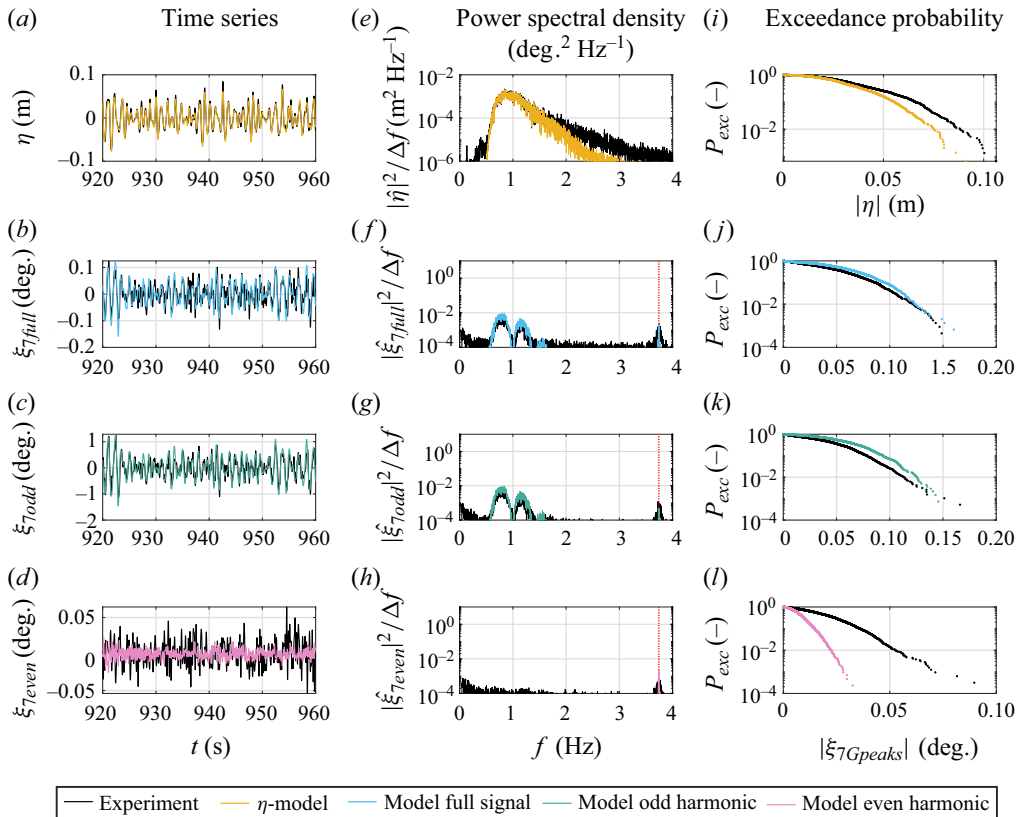 (a) Time series (e) Power spectral density (i) Exceedance probability
(deg.² Hz⁻¹)
η (m)
0.1
0
−0.1
920 930 940 950 960
|η̂|²/Δf (m² Hz⁻¹)
10⁻²
10⁻⁴
10⁻⁶
0 1 2 3 4
P_exc (–)
10⁰
10⁻²
0 0.05 0.10
|η| (m)
(b) (f) (j)
ξ_7full (deg.)
0.1
0
−0.1
−0.2
920 930 940 950 960
|ξ̂_7full|²/Δf
10⁰
10⁻²
10⁻⁴
0 1 2 3 4
P_exc (–)
10⁰
10⁻²
10⁻⁴
0 0.05 0.10 1.5 0.20
(c) (g) (k)
ξ_7odd (deg.)
1
0
−1
−2
920 930 940 950 960
|ξ̂_7odd|²/Δf
10⁰
10⁻²
10⁻⁴
0 1 2 3 4
P_exc (–)
10⁰
10⁻²
10⁻⁴
0 0.05 0.10 0.15 0.20
(d) (h) (l)
ξ_7even (deg.)
0.05
0
−0.05
920 930 940 950 960
t (s)
|ξ̂_7even|²/Δf
10⁰
10⁻²
10⁻⁴
0 1 2 3 4
f (Hz)
P_exc (–)
10⁰
10⁻²
10⁻⁴
0 0.05 0.10
|ξ_7Gpeaks| (deg.)
Experiment η-model Model full signal Model odd harmonic Model even harmonic